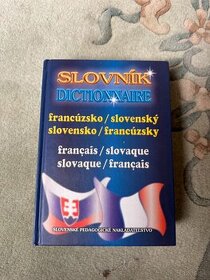 SLOVNÍK
DICTIONNAIRE
francúzsko/slovenský
slovensko/francúzsky
français/slovaque
slovaque/français
SLOVENSKÉ PEDAGOGICKÉ NAKLADATEĽSTVO